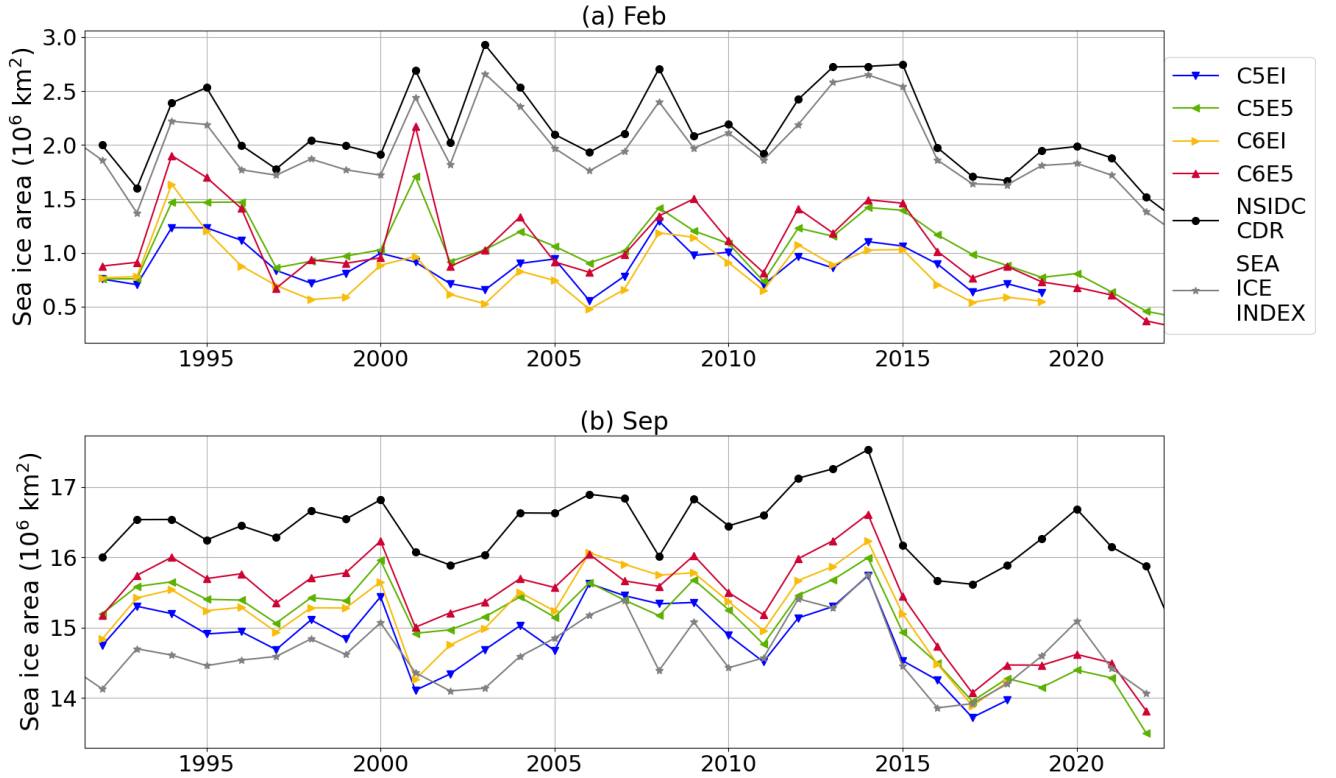 (a) Feb
Sea ice area (10⁶ km²)
3.0
2.5
2.0
1.5
1.0
0.5
1995 2000 2005 2010 2015 2020
C5EI
C5E5
C6EI
C6E5
NSIDC
CDR
SEA
ICE
INDEX
(b) Sep
Sea ice area (10⁶ km²)
17
16
15
14
1995 2000 2005 2010 2015 2020